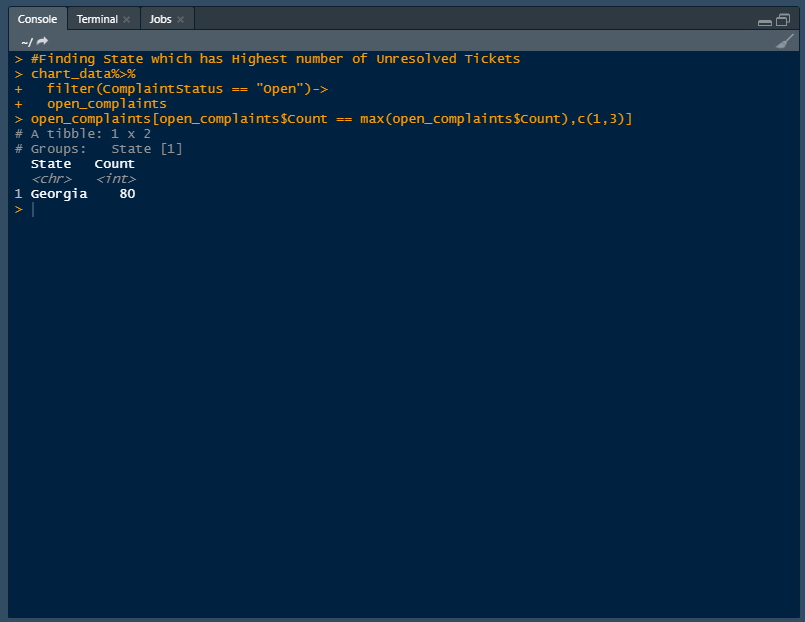 Console Terminal × Jobs ×
~/
> #Finding State which has Highest number of Unresolved Tickets
> chart_data%>%
+   filter(ComplaintStatus == "Open")->
+   open_complaints
> open_complaints[open_complaints$Count == max(open_complaints$Count),c(1,3)]
# A tibble: 1 x 2
# Groups:   State [1]
  State   Count
  <chr>   <int>
1 Georgia    80
>